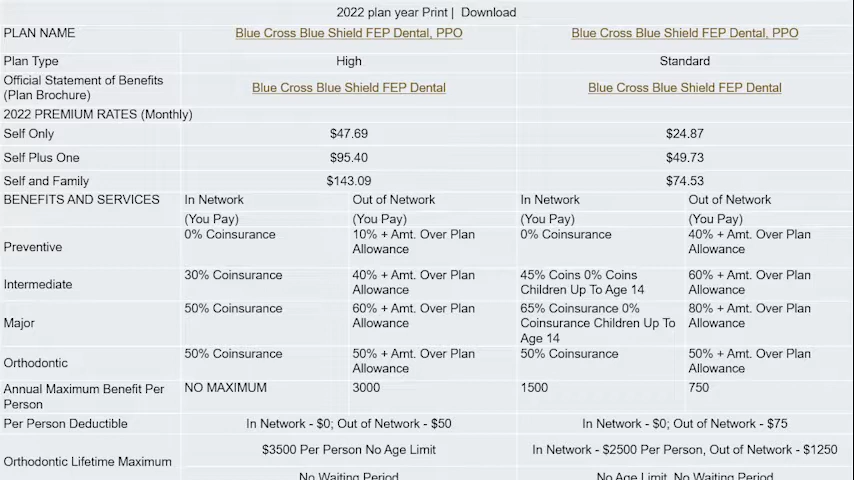 2022 plan year Print | Download
PLAN NAME Blue Cross Blue Shield FEP Dental, PPO Blue Cross Blue Shield FEP Dental, PPO
Plan Type High Standard
Official Statement of Benefits
(Plan Brochure) Blue Cross Blue Shield FEP Dental Blue Cross Blue Shield FEP Dental
2022 PREMIUM RATES (Monthly)
Self Only $47.69 $24.87
Self Plus One $95.40 $49.73
Self and Family $143.09 $74.53
BENEFITS AND SERVICES In Network Out of Network In Network Out of Network
(You Pay) (You Pay) (You Pay) (You Pay)
Preventive 0% Coinsurance 10% + Amt. Over Plan 0% Coinsurance 40% + Amt. Over Plan
Allowance Allowance
Intermediate 30% Coinsurance 40% + Amt. Over Plan 45% Coins 0% Coins 60% + Amt. Over Plan
Allowance Children Up To Age 14 Allowance
Major 50% Coinsurance 60% + Amt. Over Plan 65% Coinsurance 0% 80% + Amt. Over Plan
Allowance Coinsurance Children Up To Allowance
Age 14
Orthodontic 50% Coinsurance 50% + Amt. Over Plan 50% Coinsurance 50% + Amt. Over Plan
Allowance Allowance
Annual Maximum Benefit Per NO MAXIMUM 3000 1500 750
Person
Per Person Deductible In Network - $0; Out of Network - $50 In Network - $0; Out of Network - $75
Orthodontic Lifetime Maximum $3500 Per Person No Age Limit In Network - $2500 Per Person, Out of Network - $1250
No Waiting Period No Age Limit, No Waiting Period